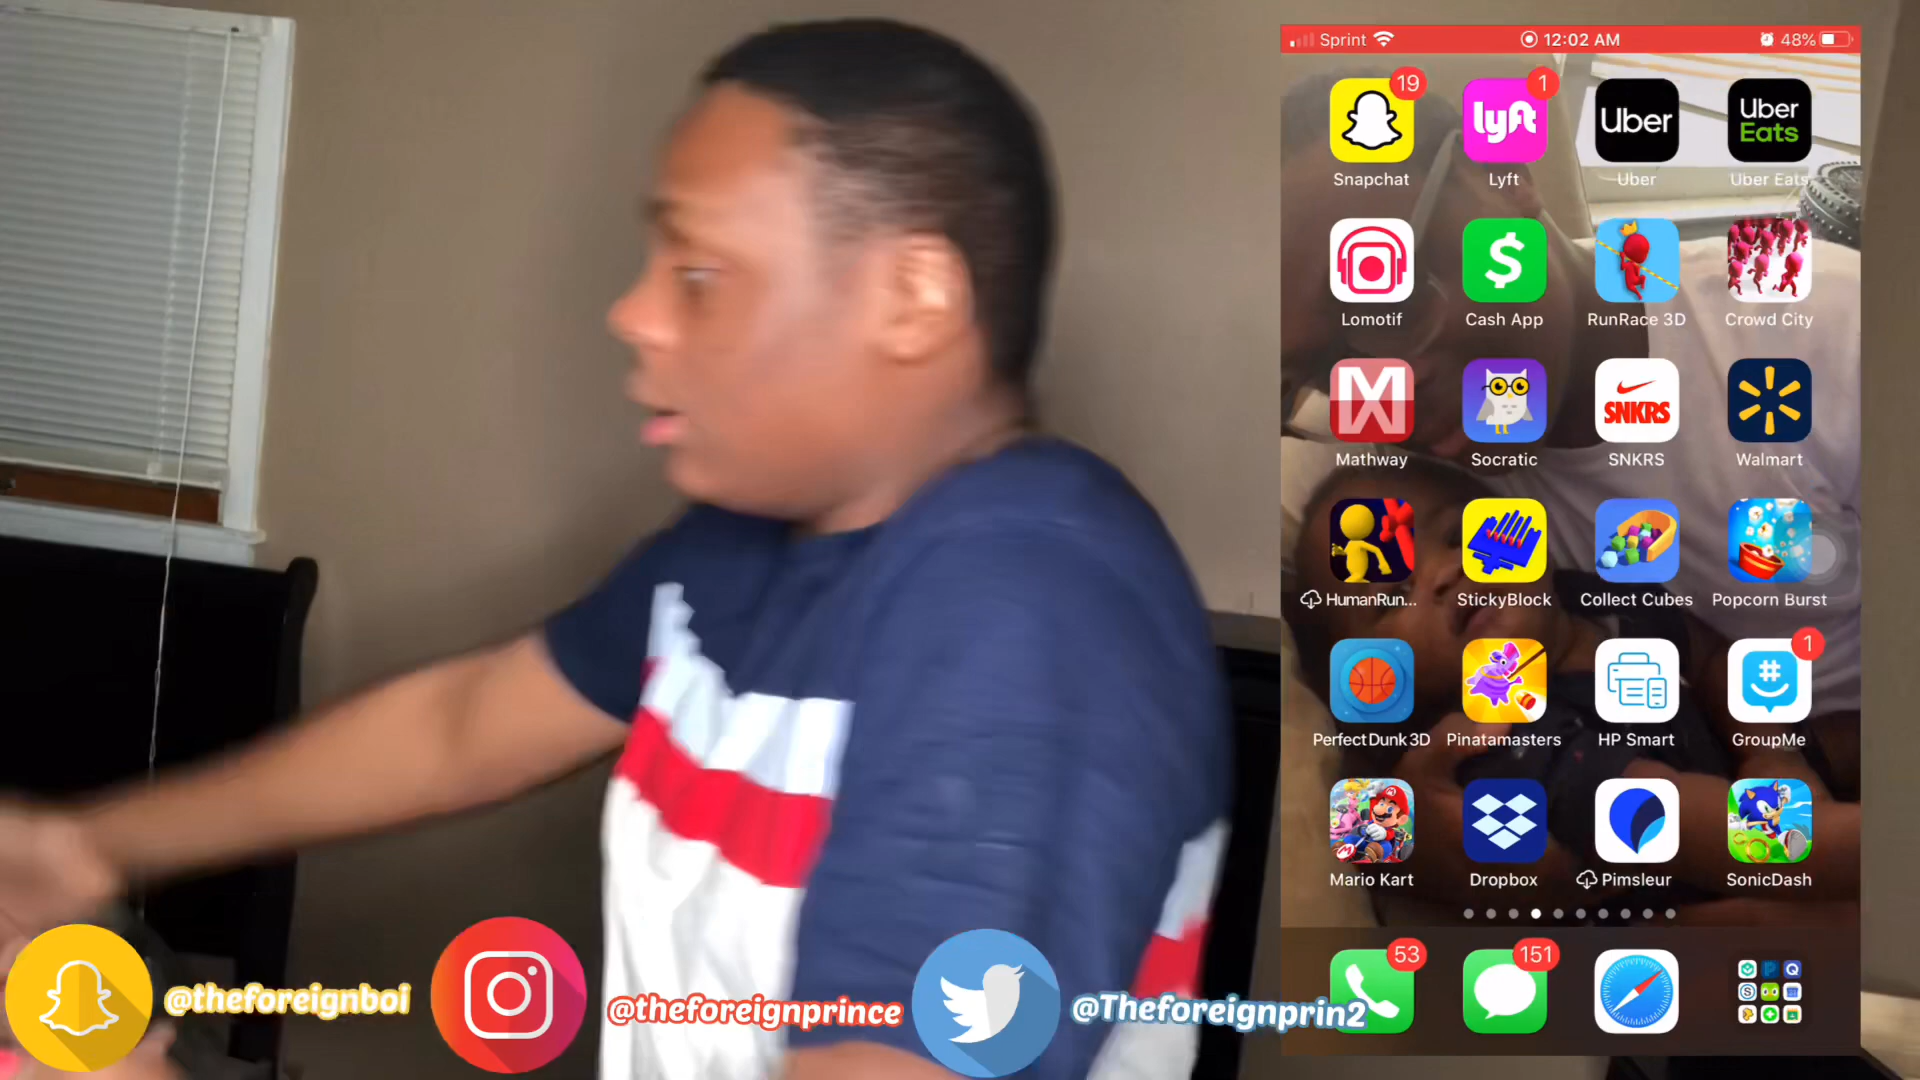 Sprint 12:02 AM 48%
19 1
lyft Uber Uber Eats
Snapchat Lyft Uber Uber Eats
$
Lomotif Cash App RunRace 3D Crowd City
M SNKRS
Mathway Socratic SNKRS Walmart
HumanRun... StickyBlock Collect Cubes Popcorn Burst
1
#
Perfect Dunk 3D Pinatamasters HP Smart GroupMe
M
Mario Kart Dropbox Pimsleur SonicDash
53 151
P Q
S
@theforeignboi @theforeignprince @Theforeignprin2